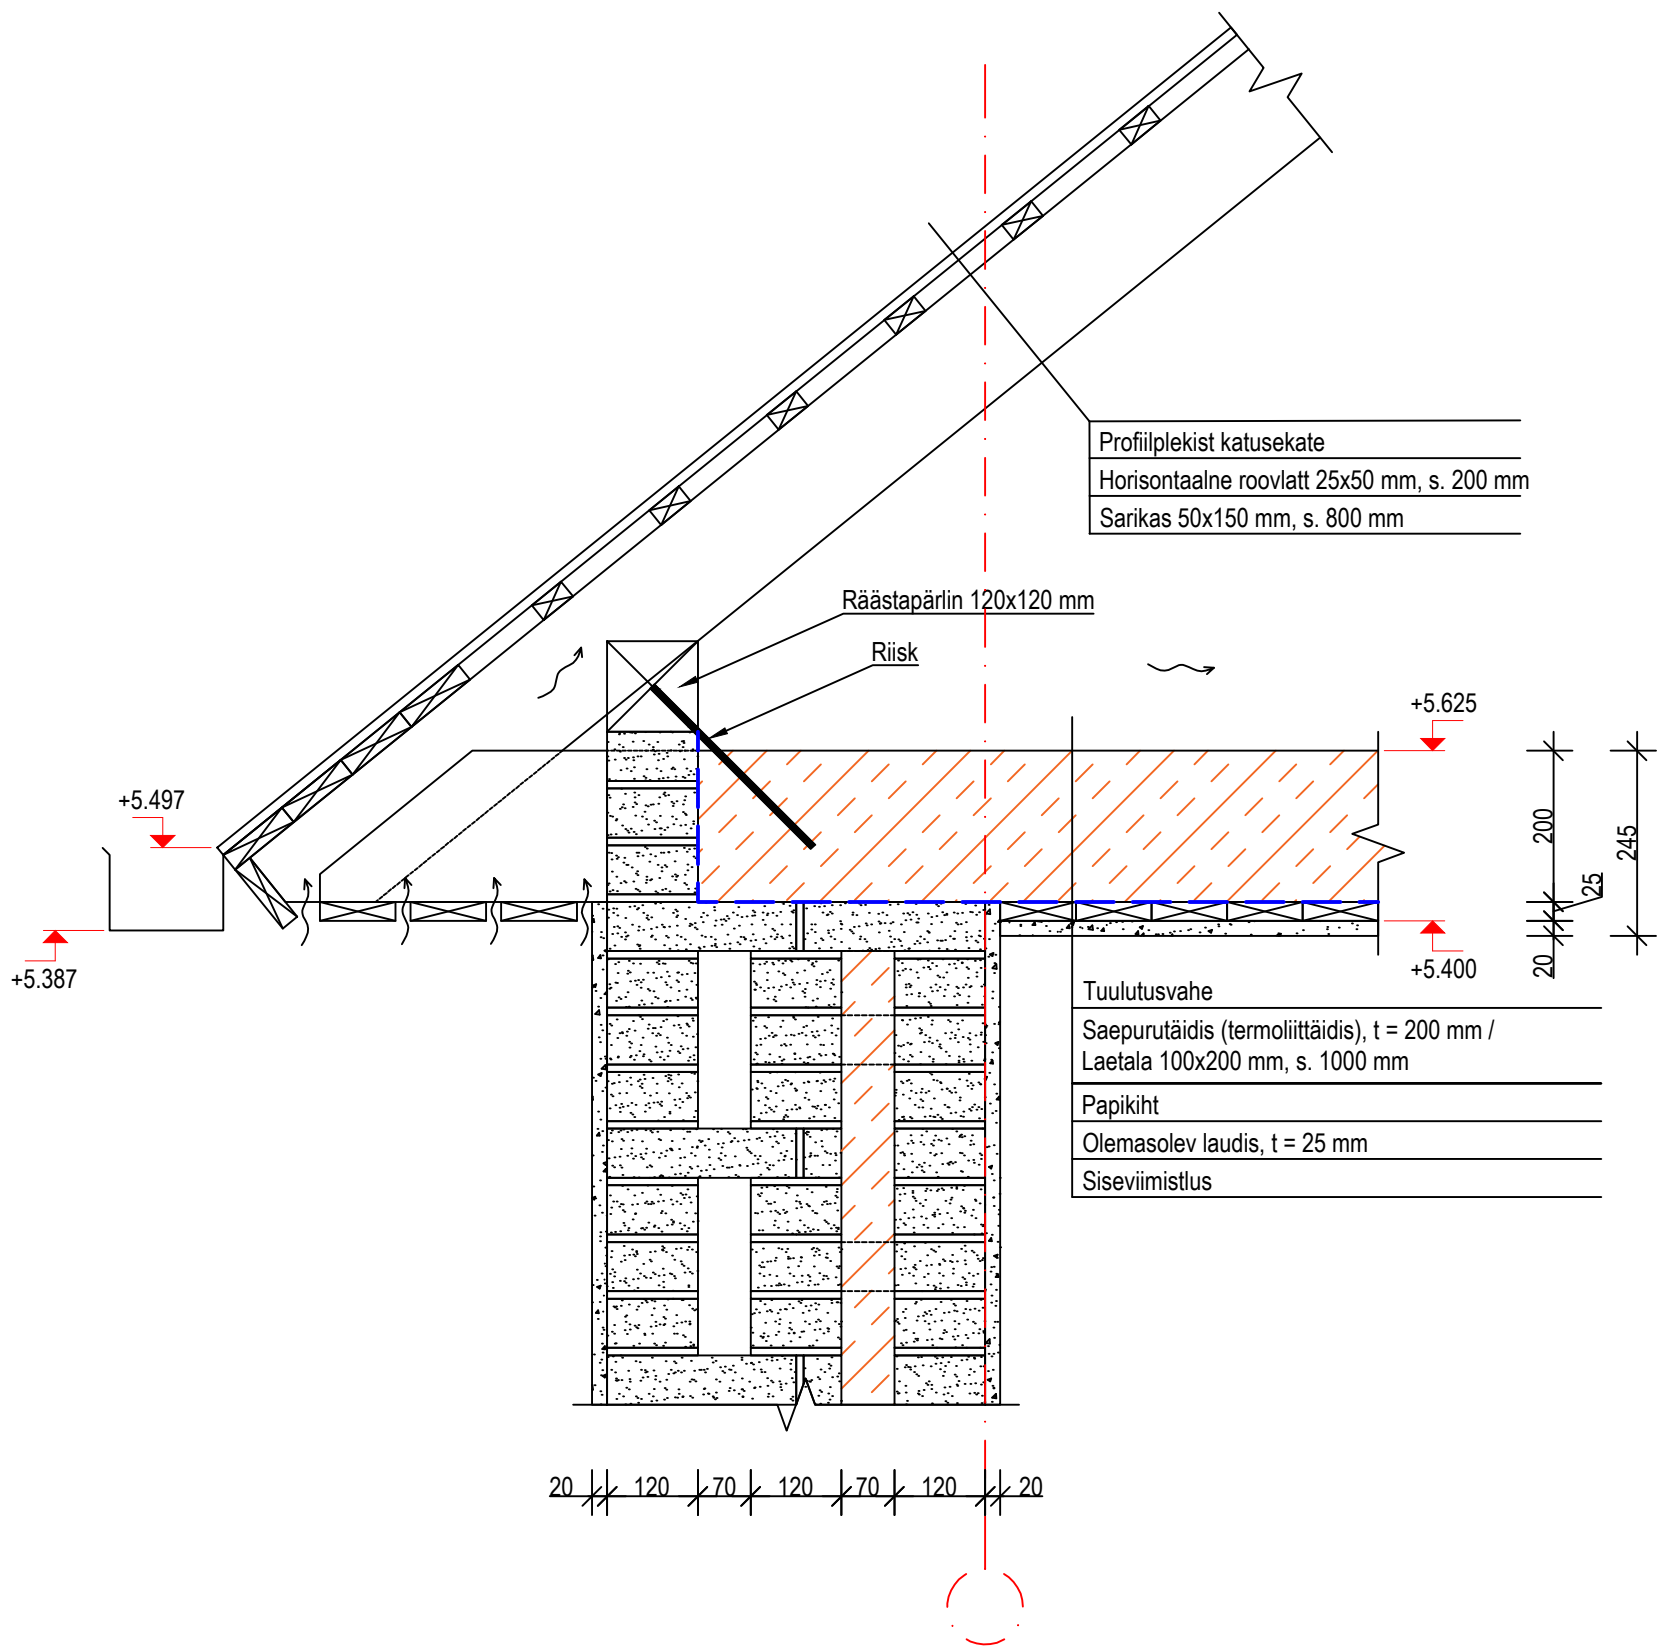 Profiilplekist katusekate
Horisontaalne roovlatt 25x50 mm, s. 200 mm
Sarikas 50x150 mm, s. 800 mm
Räästapärlin 120x120 mm
Riisk
+5.625
+5.497
200
245
25
+5.387
+5.400
20
Tuulutusvahe
Saepurutäidis (termoliittäidis), t = 200 mm /
Laetala 100x200 mm, s. 1000 mm
Papikiht
Olemasolev laudis, t = 25 mm
Siseviimistlus
20 120 70 120 70 120 20